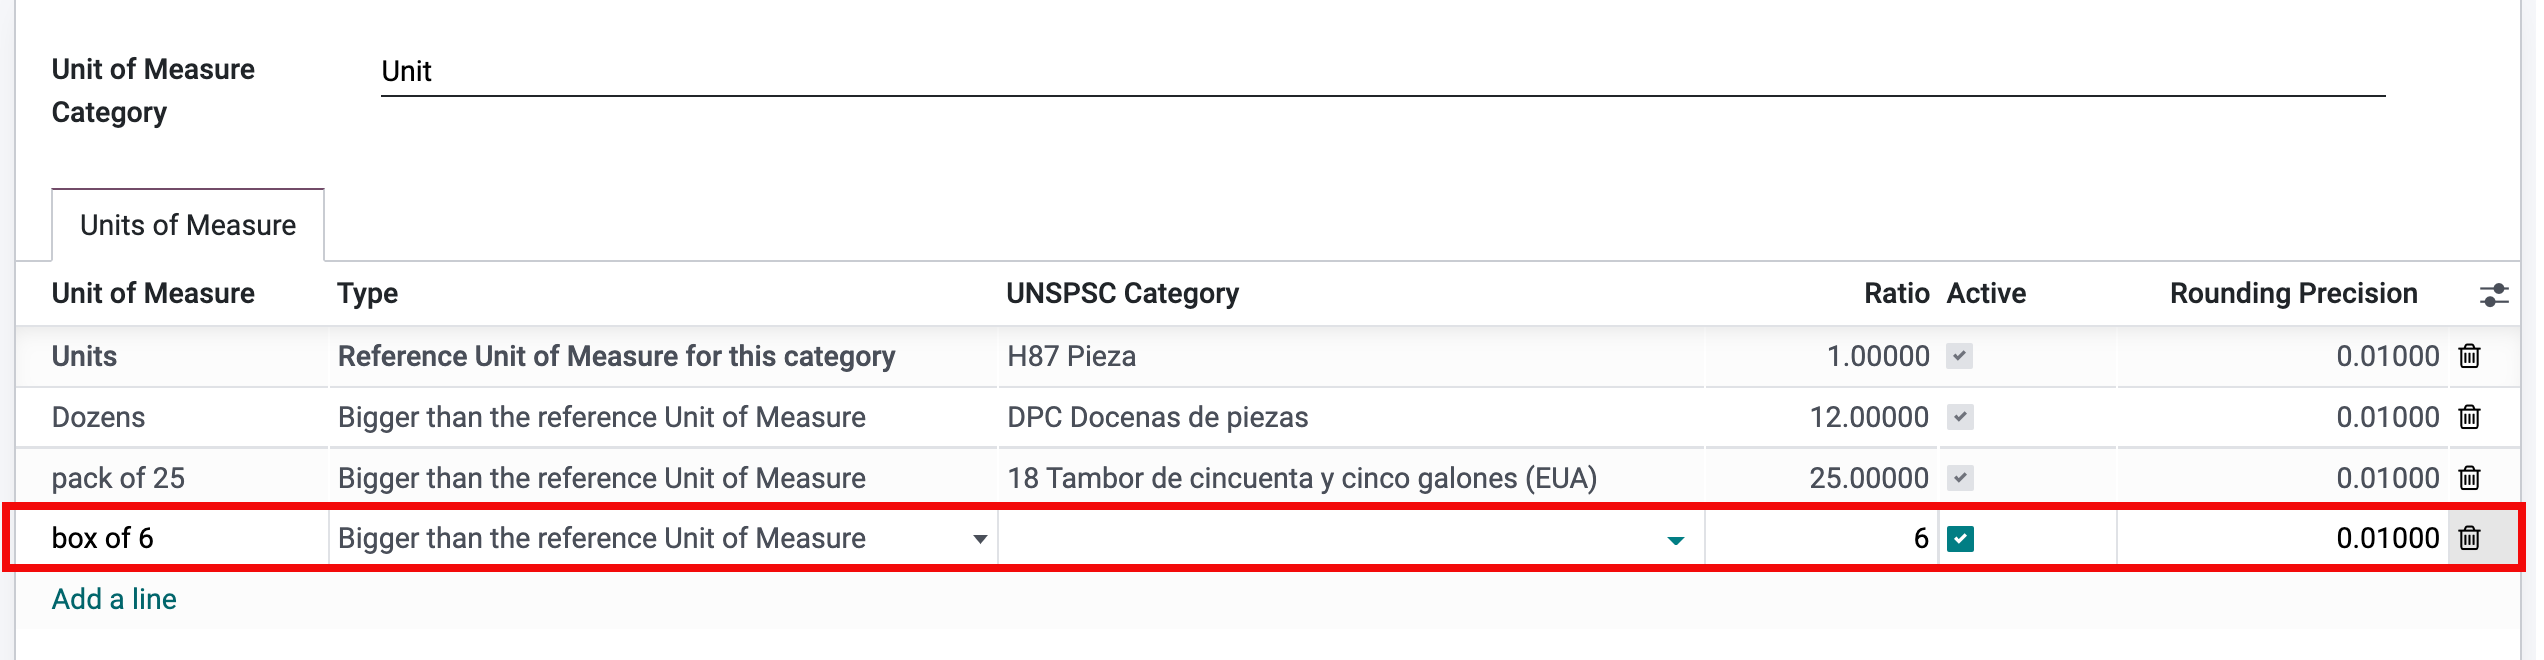 Unit of Measure Category
Unit
Units of Measure
Unit of Measure Type UNSPSC Category Ratio Active Rounding Precision
Units Reference Unit of Measure for this category H87 Pieza 1.00000 0.01000
Dozens Bigger than the reference Unit of Measure DPC Docenas de piezas 12.00000 0.01000
pack of 25 Bigger than the reference Unit of Measure 18 Tambor de cincuenta y cinco galones (EUA) 25.00000 0.01000
box of 6 Bigger than the reference Unit of Measure 6 0.01000
Add a line